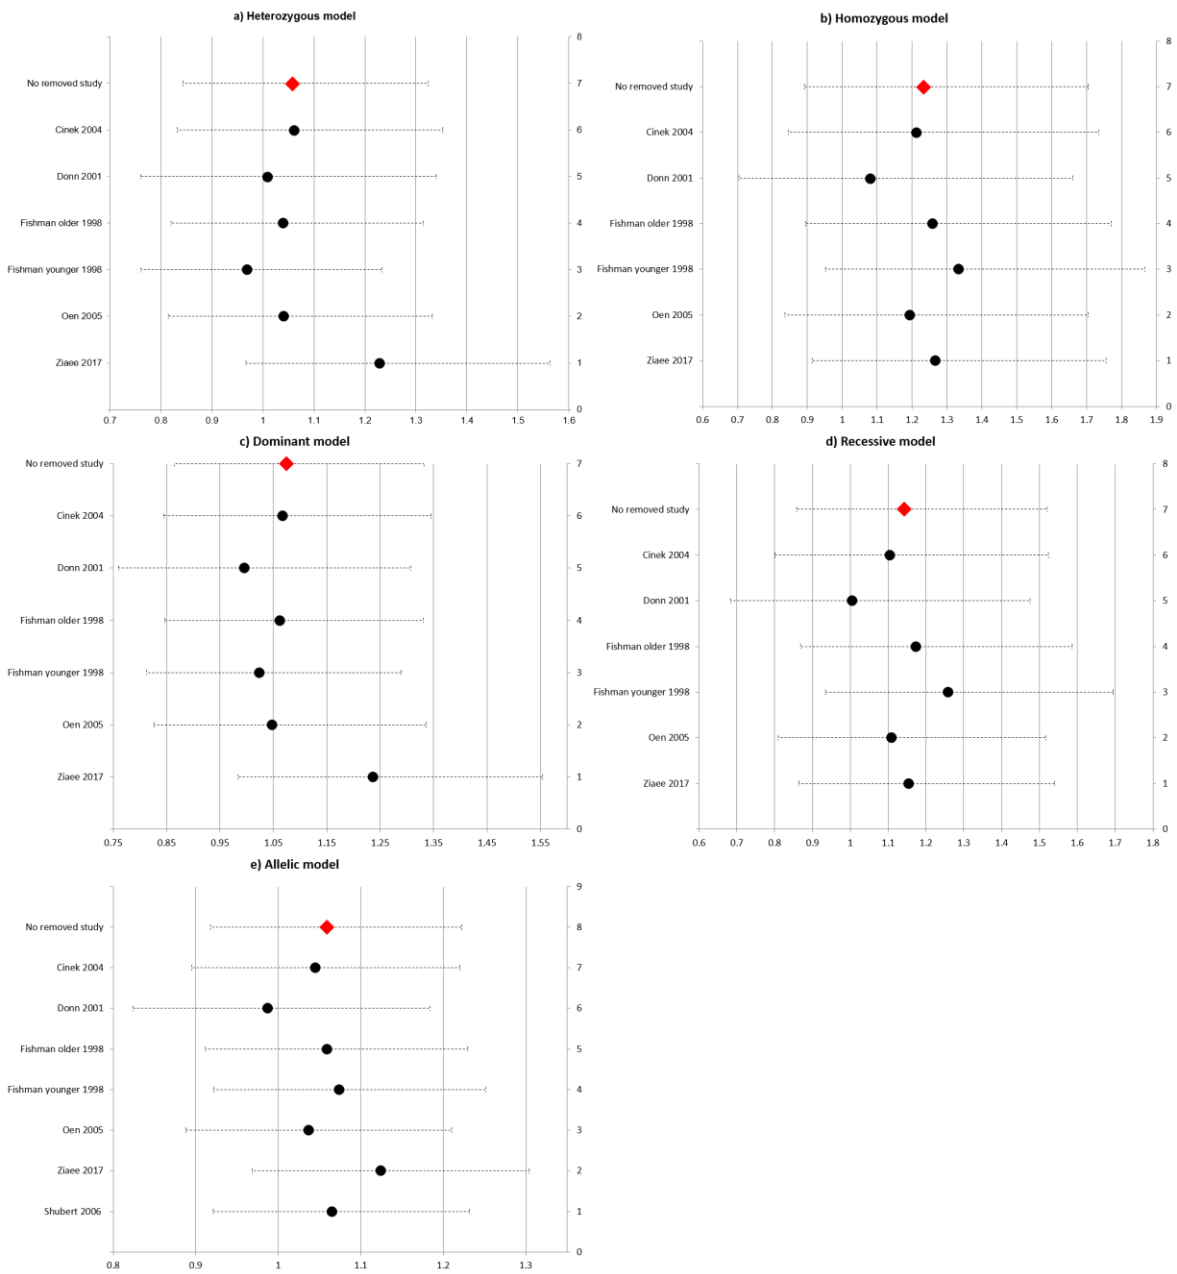 a) Heterozygous model
8
No removed study 7
Cinek 2004 6
Donn 2001 5
Fishman older 1998 4
Fishman younger 1998 3
Oen 2005 2
Ziaee 2017 1
0
0.7 0.8 0.9 1 1.1 1.2 1.3 1.4 1.5 1.6
b) Homozygous model
8
No removed study 7
Cinek 2004 6
Donn 2001 5
Fishman older 1998 4
Fishman younger 1998 3
Oen 2005 2
Ziaee 2017 1
0
0.6 0.7 0.8 0.9 1 1.1 1.2 1.3 1.4 1.5 1.6 1.7 1.8 1.9
c) Dominant model
No removed study 7
Cinek 2004 6
Donn 2001 5
Fishman older 1998 4
Fishman younger 1998 3
Oen 2005 2
Ziaee 2017 1
0
0.75 0.85 0.95 1.05 1.15 1.25 1.35 1.45 1.55
d) Recessive model
8
No removed study 7
Cinek 2004 6
Donn 2001 5
Fishman older 1998 4
Fishman younger 1998 3
Oen 2005 2
Ziaee 2017 1
0
0.6 0.7 0.8 0.9 1 1.1 1.2 1.3 1.4 1.5 1.6 1.7 1.8
e) Allelic model
9
No removed study 8
Cinek 2004 7
Donn 2001 6
Fishman older 1998 5
Fishman younger 1998 4
Oen 2005 3
Ziaee 2017 2
Shubert 2006 1
0
0.8 0.9 1 1.1 1.2 1.3